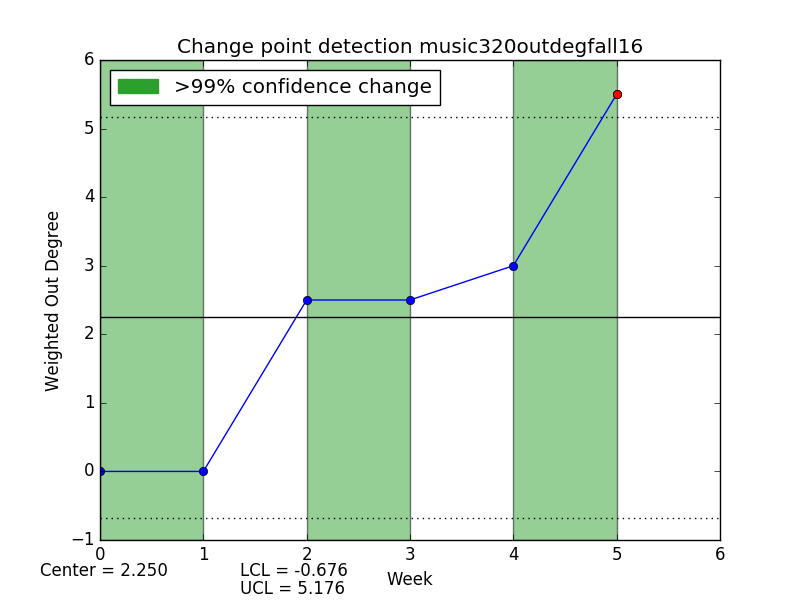 Change point detection music320outdegfall16
>99% confidence change
6
5
4
3
2
1
0
−1
Weighted Out Degree
0 1 2 3 4 5 6
Center = 2.250
LCL = -0.676
Week
UCL = 5.176